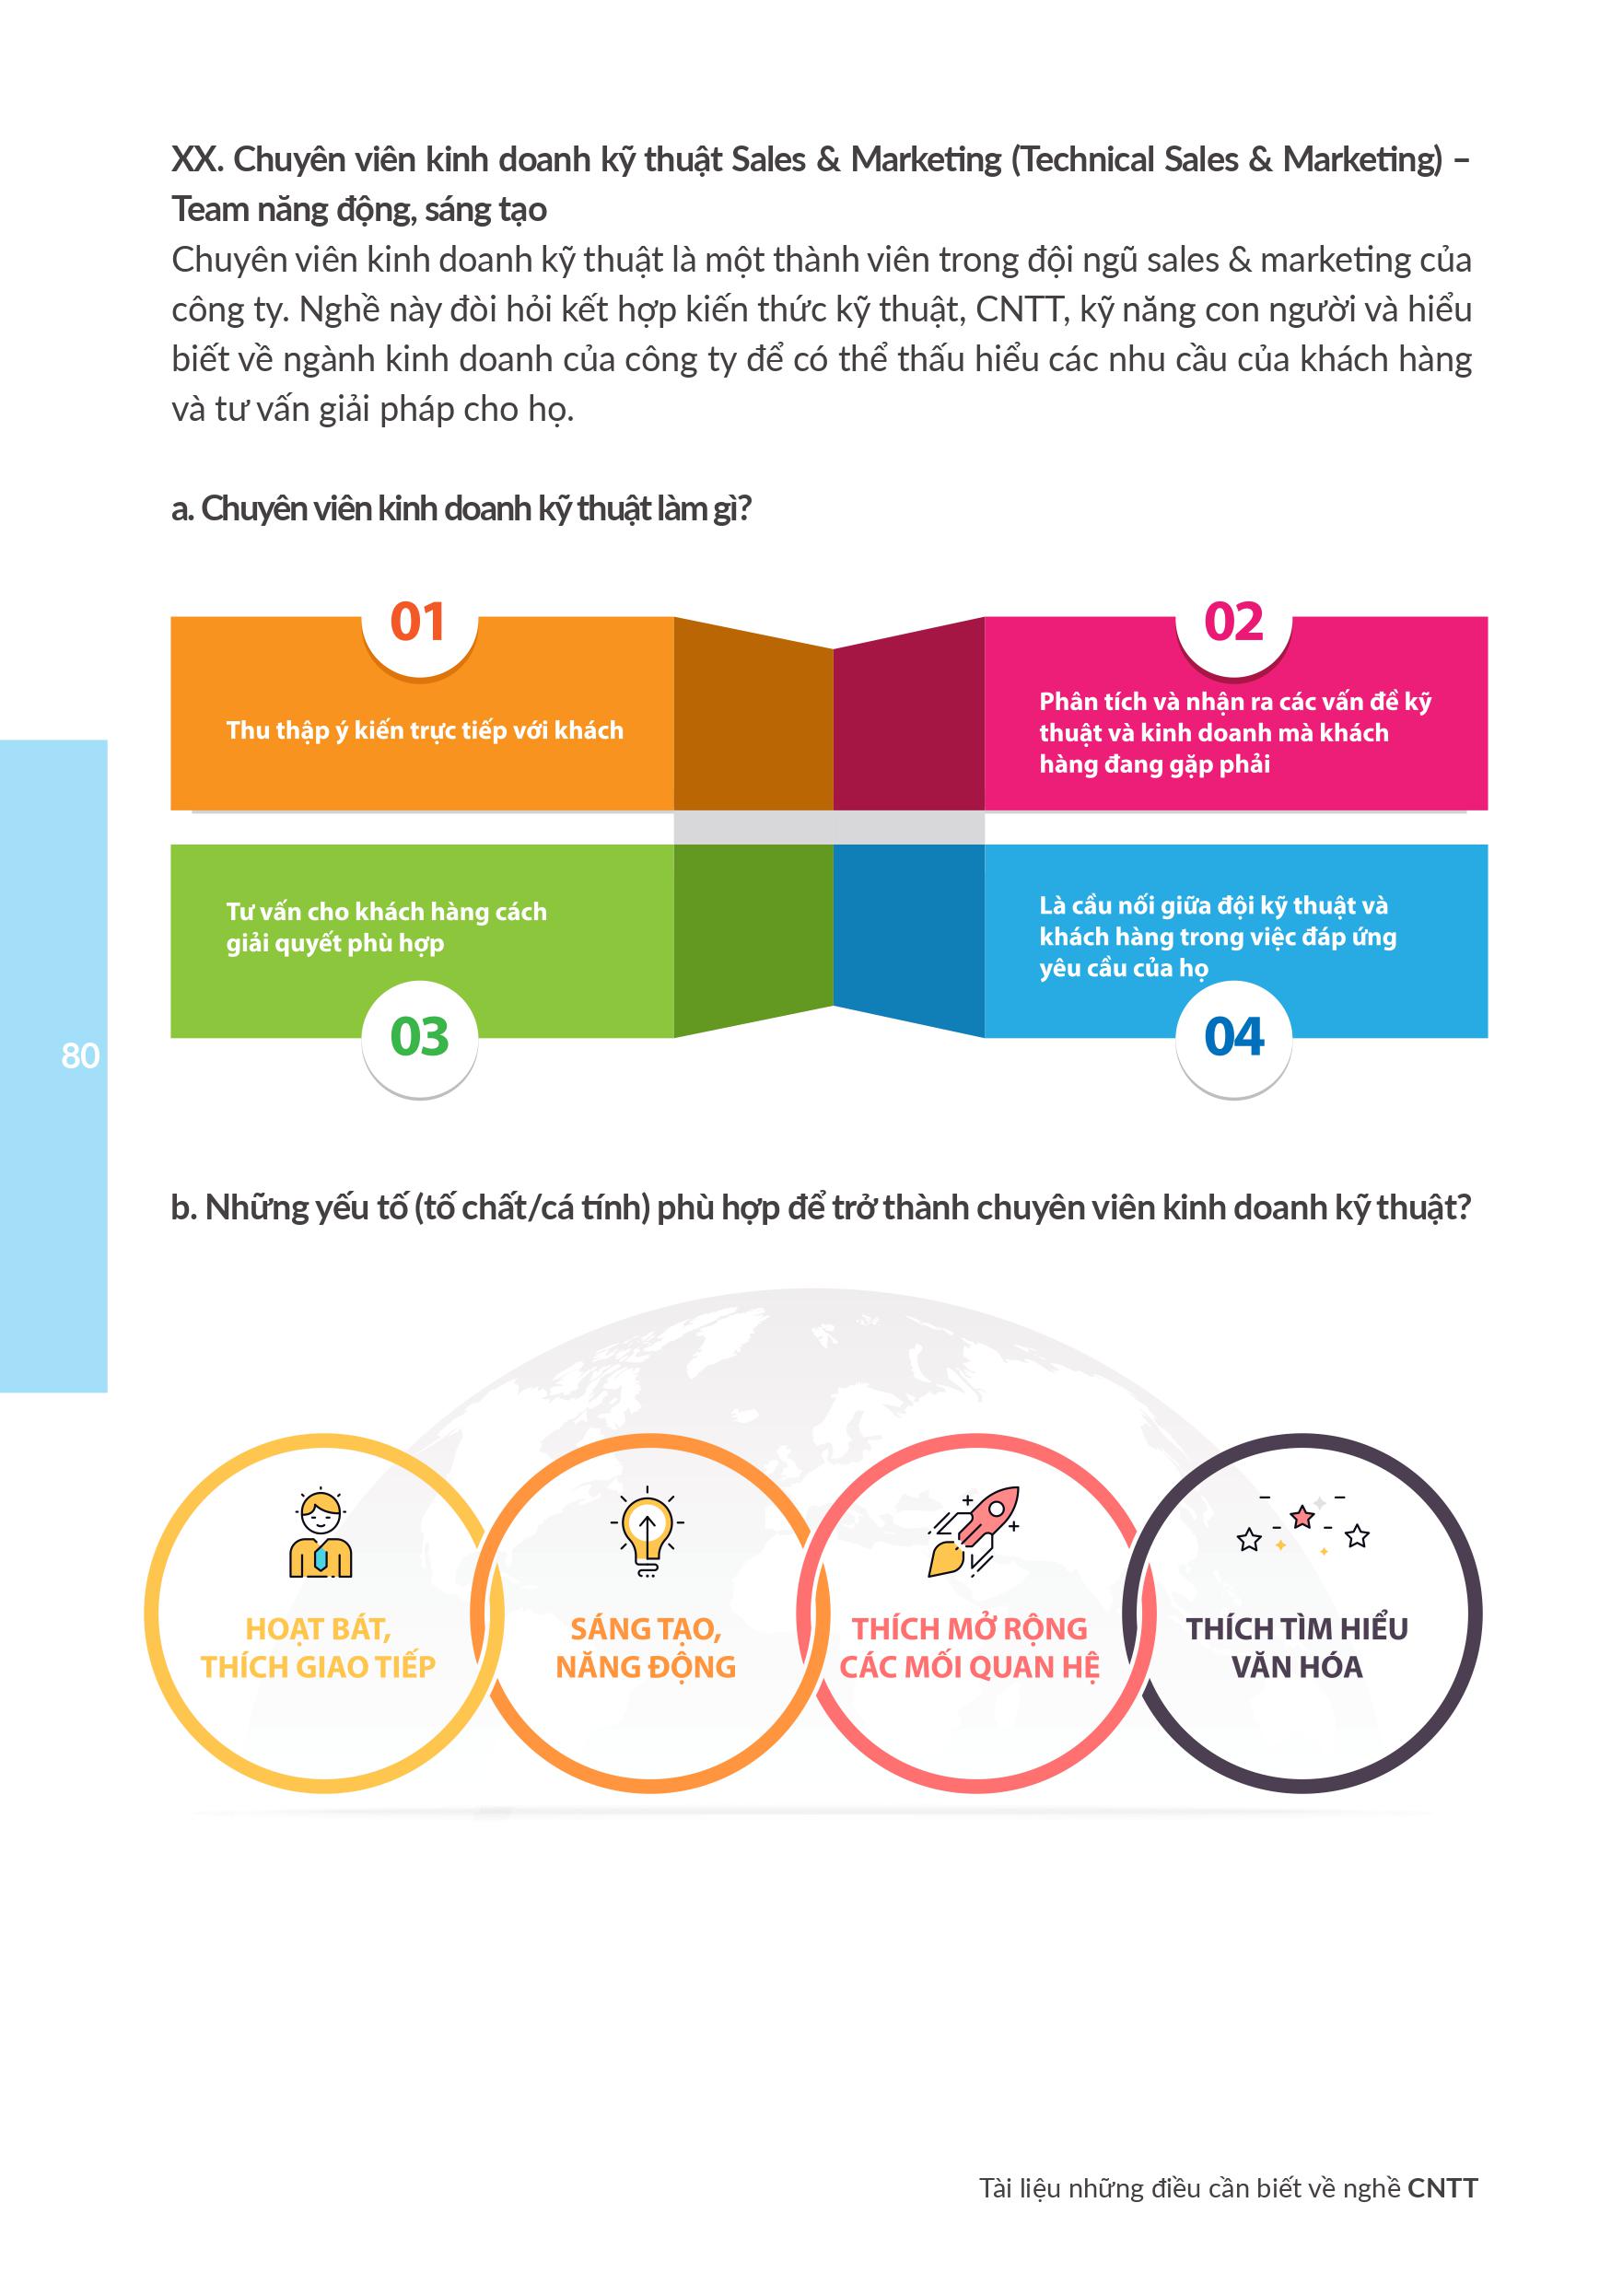 XX. Chuyên viên kinh doanh kỹ thuật Sales & Marketing (Technical Sales & Marketing) –
Team năng động, sáng tạo
Chuyên viên kinh doanh kỹ thuật là một thành viên trong đội ngũ sales & marketing của
công ty. Nghề này đòi hỏi kết hợp kiến thức kỹ thuật, CNTT, kỹ năng con người và hiểu
biết về ngành kinh doanh của công ty để có thể thấu hiểu các nhu cầu của khách hàng
và tư vấn giải pháp cho họ.
a. Chuyên viên kinh doanh kỹ thuật làm gì?
01
Thu thập ý kiến trực tiếp với khách
02
Phân tích và nhận ra các vấn đề kỹ
thuật và kinh doanh mà khách
hàng đang gặp phải
Tư vấn cho khách hàng cách
giải quyết phù hợp
03
Là cầu nối giữa đội kỹ thuật và
khách hàng trong việc đáp ứng
yêu cầu của họ
04
80
b. Những yếu tố (tố chất/cá tính) phù hợp để trở thành chuyên viên kinh doanh kỹ thuật?
HOẠT BÁT,
THÍCH GIAO TIẾP
SÁNG TẠO,
NĂNG ĐỘNG
THÍCH MỞ RỘNG
CÁC MỐI QUAN HỆ
THÍCH TÌM HIỂU
VĂN HÓA
Tài liệu những điều cần biết về nghề CNTT